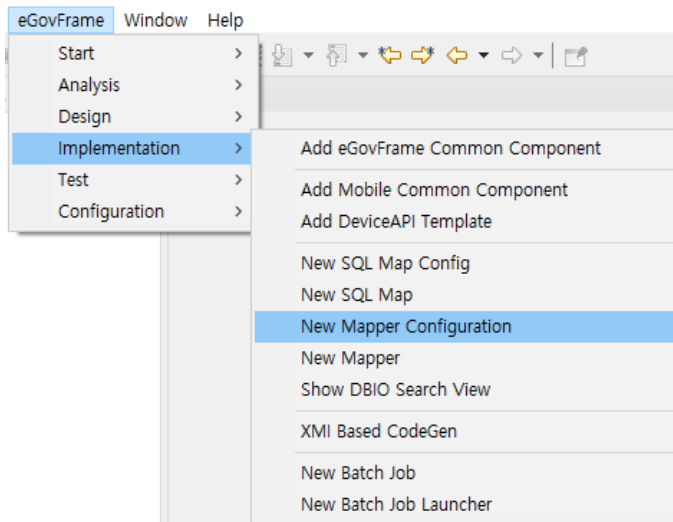 eGovFrame Window Help
Start
Analysis
Design
Implementation
Test
Configuration
Add eGovFrame Common Component
Add Mobile Common Component
Add DeviceAPI Template
New SQL Map Config
New SQL Map
New Mapper Configuration
New Mapper
Show DBIO Search View
XMI Based CodeGen
New Batch Job
New Batch Job Launcher